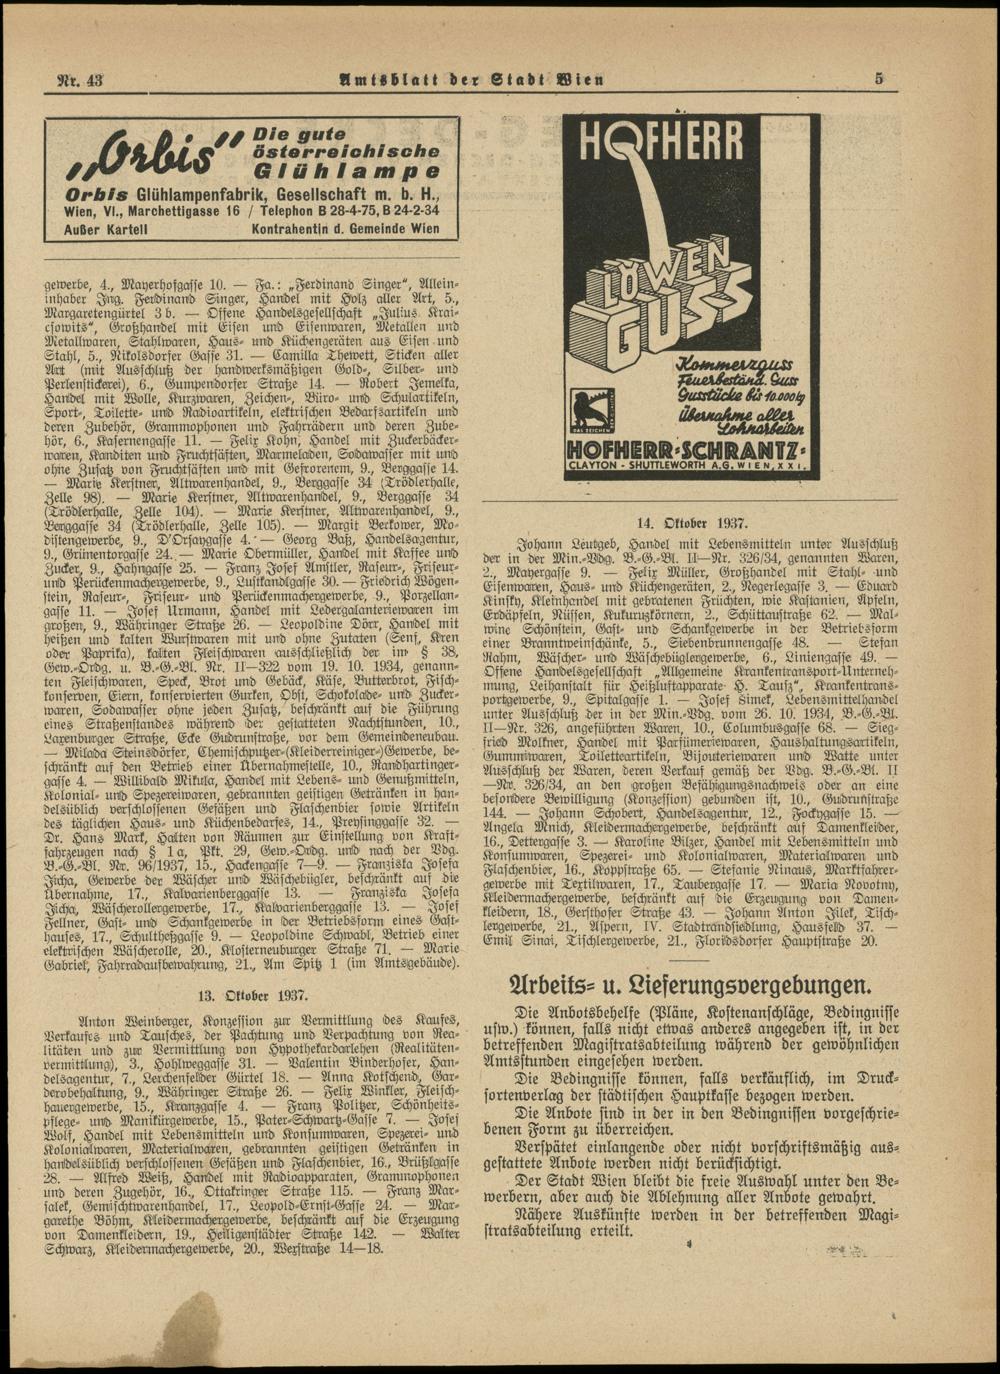 Nr. 43
Amtsblatt der Stadt Wien
5
„Orbis"
Die gute
österreichische
Glühlampe
Orbis Glühlampenfabrik, Gesellschaft m. b. H.,
Wien, VI., Marchettigasse 16 / Telephon B 28-4-75, B 24-2-34
Außer Kartell
Kontrahentin d. Gemeinde Wien
gewerbe, 4., Mayerhofgasse 10. — Fa.: „Ferdinand Singer", Allein-
inhaber Ing. Ferdinand Singer, Handel mit Holz aller Art, 5.,
Margaretengürtel 3 b. — Offene Handelsgesellschaft „Julius Krai-
csowits", Großhandel mit Eisen und Eisenwaren, Metallen und
Metallwaren, Stahlwaren, Haus- und Küchengeräten aus Eisen und
Stahl, 5., Nikolsdorfer Gasse 31. — Camilla Thewett, Sticken aller
Art (mit Ausschluß der handwerksmäßigen Gold-, Silber- und
Perlenstickerei), 6., Gumpendorfer Straße 14. — Robert Jemelka,
Handel mit Wolle, Kurzwaren, Zeichen-, Büro- und Schulartikeln,
Sport-, Toilette- und Radioartikeln, elektrischen Bedarfsartikeln und
deren Zubehör, Grammophonen und Fahrrädern und deren Zube-
hör, 6., Kasernengasse 11. — Felix Kohn, Handel mit Zuckerbäcker-
waren, Kanditen und Fruchtsäften, Marmeladen, Sodawasser mit und
ohne Zusatz von Fruchtsäften und mit Gefrorenem, 9., Berggasse 14.
— Marie Kerstner, Altwarenhandel, 9., Berggasse 34 (Trödlerhalle,
Zelle 98). — Marie Kerstner, Altwarenhandel, 9., Berggasse 34
(Trödlerhalle, Zelle 104). — Marie Kerstner, Altwarenhandel, 9.,
Berggasse 34 (Trödlerhalle, Zelle 105). — Margit Berkower, Mo-
distengewerbe, 9., D'Orsaygasse 4. — Georg Baß, Handelsagentur,
9., Grünentorgasse 24. — Marie Obermüller, Handel mit Kaffee und
Zucker, 9., Hahngasse 25. — Franz Josef Amstler, Raseur-, Friseur-
und Perückenmachergewerbe, 9., Lustkandlgasse 30. — Friedrich Wögen-
stein, Raseur-, Friseur- und Perückenmachergewerbe, 9., Porzellan-
gasse 11. — Josef Urmann, Handel mit Ledergalanteriewaren im
großen, 9., Währinger Straße 26. — Leopoldine Dörr, Handel mit
heißen und kalten Wurstwaren mit und ohne Zutaten (Senf, Kren
oder Paprika), kalten Fleischwaren ausschließlich der im § 38,
Gew.-Ordg. u. B.-G.-Bl. Nr. II—322 vom 19. 10. 1934, genann-
ten Fleischwaren, Speck, Brot und Gebäck, Käse, Butterbrot, Fisch-
konserven, Eiern, konservierten Gurken, Obst, Schokolade- und Zucker-
waren, Sodawasser ohne jeden Zusatz, beschränkt auf die Führung
eines Straßenstandes während der gestatteten Nachtstunden, 10.,
Laxenburger Straße, Ecke Gudrunstraße, vor dem Gemeindeneubau.
— Milada Steinsdörfer, Chemischputzer-(Kleiderreiniger-)Gewerbe, be-
schränkt auf den Betrieb einer Übernahmestelle, 10., Randhartinger-
gasse 4. — Willibald Mikula, Handel mit Lebens- und Genußmitteln,
Kolonial- und Spezereiwaren, gebrannten geistigen Getränken in han-
delsüblich verschlossenen Gefäßen und Flaschenbier sowie Artikeln
des täglichen Haus- und Küchenbedarfes, 14., Preysinggasse 32. —
Dr. Hans Mark, Halten von Räumen zur Einstellung von Kraft-
fahrzeugen nach § 1 a, Pkt. 29, Gew.-Ordg. und nach der Vdg.
B.-G.-Bl. Nr. 96/1937, 15., Hackengasse 7—9. — Franziska Josefa
Jicha, Gewerbe der Wäscher und Wäschebügler, beschränkt auf die
Übernahme, 17., Kalvarienberggasse 13. — Franziska Josefa
Jicha, Wäscherollergewerbe, 17., Kalvarienberggasse 13. — Josef
Fellner, Gast- und Schankgewerbe in der Betriebsform eines Gast-
hauses, 17., Schultheßgasse 9. — Leopoldine Schwabl, Betrieb einer
elektrischen Wäscherolle, 20., Klosterneuburger Straße 71. — Marie
Gabriel, Fahrradaufbewahrung, 21., Am Spitz 1 (im Amtsgebäude).
13. Oktober 1937.
Anton Weinberger, Konzession zur Vermittlung des Kaufes,
Verkaufes und Tausches, der Pachtung und Verpachtung von Rea-
litäten und zur Vermittlung von Hypothekardarlehen (Realitäten-
vermittlung), 3., Hohlweggasse 31. — Valentin Binderhofer, Han-
delsagentur, 7., Lerchenfelder Gürtel 18. — Anna Kotschend, Gar-
derobehaltung, 9., Währinger Straße 26. — Felix Winkler, Fleisch-
hauergewerbe, 15., Kranzgasse 4. — Franz Politzer, Schönheits-
pflege- und Manikürgewerbe, 15., Pater-Schwartz-Gasse 7. — Josef
Wolf, Handel mit Lebensmitteln und Konsumwaren, Spezerei- und
Kolonialwaren, Materialwaren, gebrannten geistigen Getränken in
handelsüblich verschlossenen Gefäßen und Flaschenbier, 16., Brüßlgasse
28. — Alfred Weiß, Handel mit Radioapparaten, Grammophonen
und deren Zugehör, 16., Ottakringer Straße 115. — Franz Mar-
salek, Gemischtwarenhandel, 17., Leopold-Ernst-Gasse 24. — Mar-
garethe Böhm, Kleidermachergewerbe, beschränkt auf die Erzeugung
von Damenkleidern, 19., Heiligenstädter Straße 142. — Walter
Schwarz, Kleidermachergewerbe, 20., Wexstraße 14—18.
HOFHERR
LÖWEN
GUSS
Kommerzguss
Feuerbeständ. Guss
Gusstücke bis 10.000 kg
Übernahme aller
Lohnarbeiten
HOFHERR-SCHRANTZ-
CLAYTON - SHUTTLEWORTH A.G. WIEN, XXI.
14. Oktober 1937.
Johann Leutgeb, Handel mit Lebensmitteln unter Ausschluß
der in der Min.-Vdg. B.-G.-Bl. II—Nr. 326/34, genannten Waren,
2., Mayergasse 9. — Felix Müller, Großhandel mit Stahl- und
Eisenwaren, Haus- und Küchengeräten, 2., Negerlegasse 3. — Eduard
Kinsky, Kleinhandel mit gebratenen Früchten, wie Kastanien, Äpfeln,
Erdäpfeln, Nüssen, Kukuruzkörnern, 2., Schüttaustraße 62. — Mal-
wine Schönstein, Gast- und Schankgewerbe in der Betriebsform
einer Branntweinschänke, 5., Siebenbrunnengasse 48. — Stefan
Rahm, Wäscher- und Wäschebüglergewerbe, 6., Liniengasse 49. —
Offene Handelsgesellschaft „Allgemeine Krankentransport-Unterneh-
mung, Leihanstalt für Heißluftapparate H. Tausz", Krankentrans-
portgewerbe, 9., Spitalgasse 1. — Josef Simek, Lebensmittelhandel
unter Ausschluß der in der Min.-Vdg. vom 26. 10. 1934, B.-G.-Bl.
II—Nr. 326, angeführten Waren, 10., Columbusgasse 68. — Sieg-
fried Molkner, Handel mit Parfümeriewaren, Haushaltungsartikeln,
Gummiwaren, Toiletteartikeln, Bijouteriewaren und Watte unter
Ausschluß der Waren, deren Verkauf gemäß der Vdg. B.-G.-Bl. II
—Nr. 326/34, an den großen Befähigungsnachweis oder an eine
besondere Bewilligung (Konzession) gebunden ist, 10., Gudrunstraße
144. — Johann Schobert, Handelsagentur, 12., Fockygasse 15. —
Angela Mnich, Kleidermachergewerbe, beschränkt auf Damenkleider,
16., Dettergasse 3. — Karoline Bilzer, Handel mit Lebensmitteln und
Konsumwaren, Spezerei- und Kolonialwaren, Materialwaren und
Flaschenbier, 16., Koppstraße 65. — Stefanie Ninaus, Marktfahrer-
gewerbe mit Textilwaren, 17., Taubergasse 17. — Maria Novotny,
Kleidermachergewerbe, beschränkt auf die Erzeugung von Damen-
kleidern, 18., Gersthofer Straße 43. — Johann Anton Jilek, Tisch-
lergewerbe, 21., Aspern, IV. Stadtrandsiedlung, Hausfeld 37. —
Emil Sinai, Tischlergewerbe, 21., Floridsdorfer Hauptstraße 20.
Arbeits- u. Lieferungsvergebungen.
Die Anbotsbehelfe (Pläne, Kostenanschläge, Bedingnisse
usw.) können, falls nicht etwas anderes angegeben ist, in der
betreffenden Magistratsabteilung während der gewöhnlichen
Amtsstunden eingesehen werden.
Die Bedingnisse können, falls verkäuflich, im Druck-
sortenverlag der städtischen Hauptkasse bezogen werden.
Die Anbote sind in der in den Bedingnissen vorgeschrie-
benen Form zu überreichen.
Verspätet einlangende oder nicht vorschriftsmäßig aus-
gestattete Anbote werden nicht berücksichtigt.
Der Stadt Wien bleibt die freie Auswahl unter den Be-
werbern, aber auch die Ablehnung aller Anbote gewahrt.
Nähere Auskünfte werden in der betreffenden Magi-
stratsabteilung erteilt.